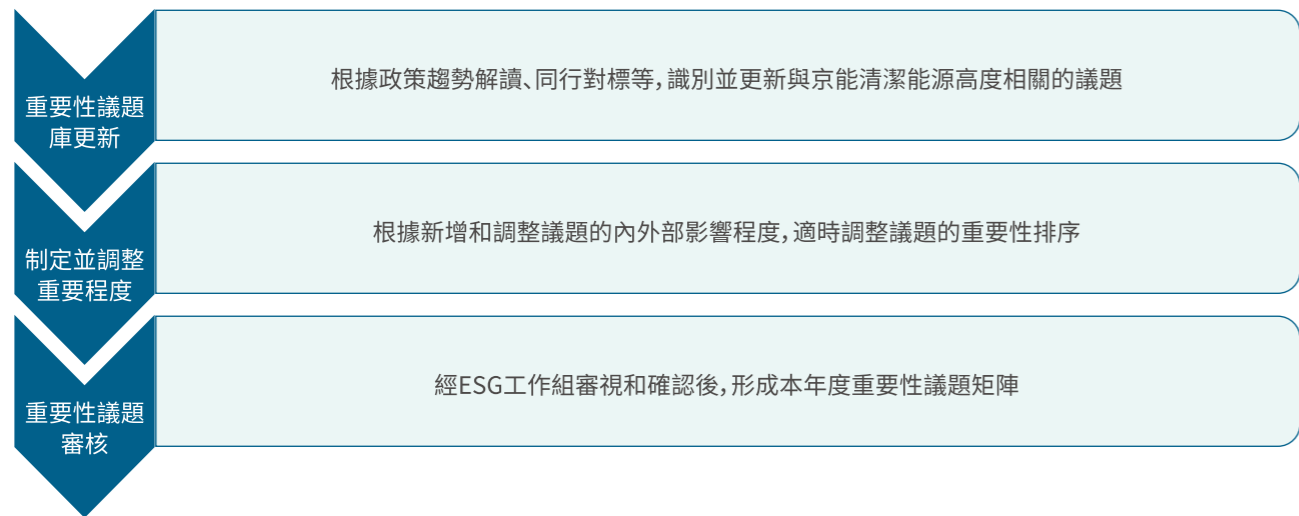 重要性議題
庫更新
根據政策趨勢解讀、同行對標等，識別並更新與京能清潔能源高度相關的議題
制定並調整
重要程度
根據新增和調整議題的內外部影響程度，適時調整議題的重要性排序
重要性議題
審核
經ESG工作組審視和確認後，形成本年度重要性議題矩陣